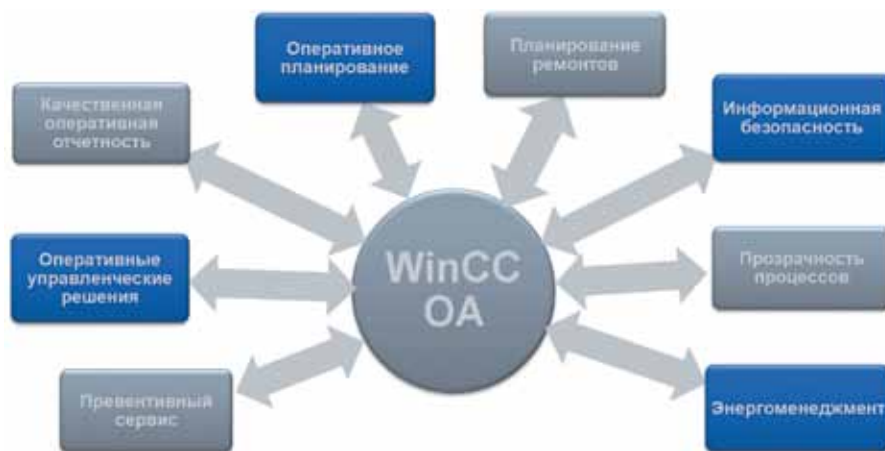 Оперативное
планирование
Планирование
ремонтов
Качественная
оперативная
отчетность
Информационная
безопасность
Оперативные
управленческие
решения
WinCC
OA
Прозрачность
процессов
Превентивный
сервис
Энергоменеджмент